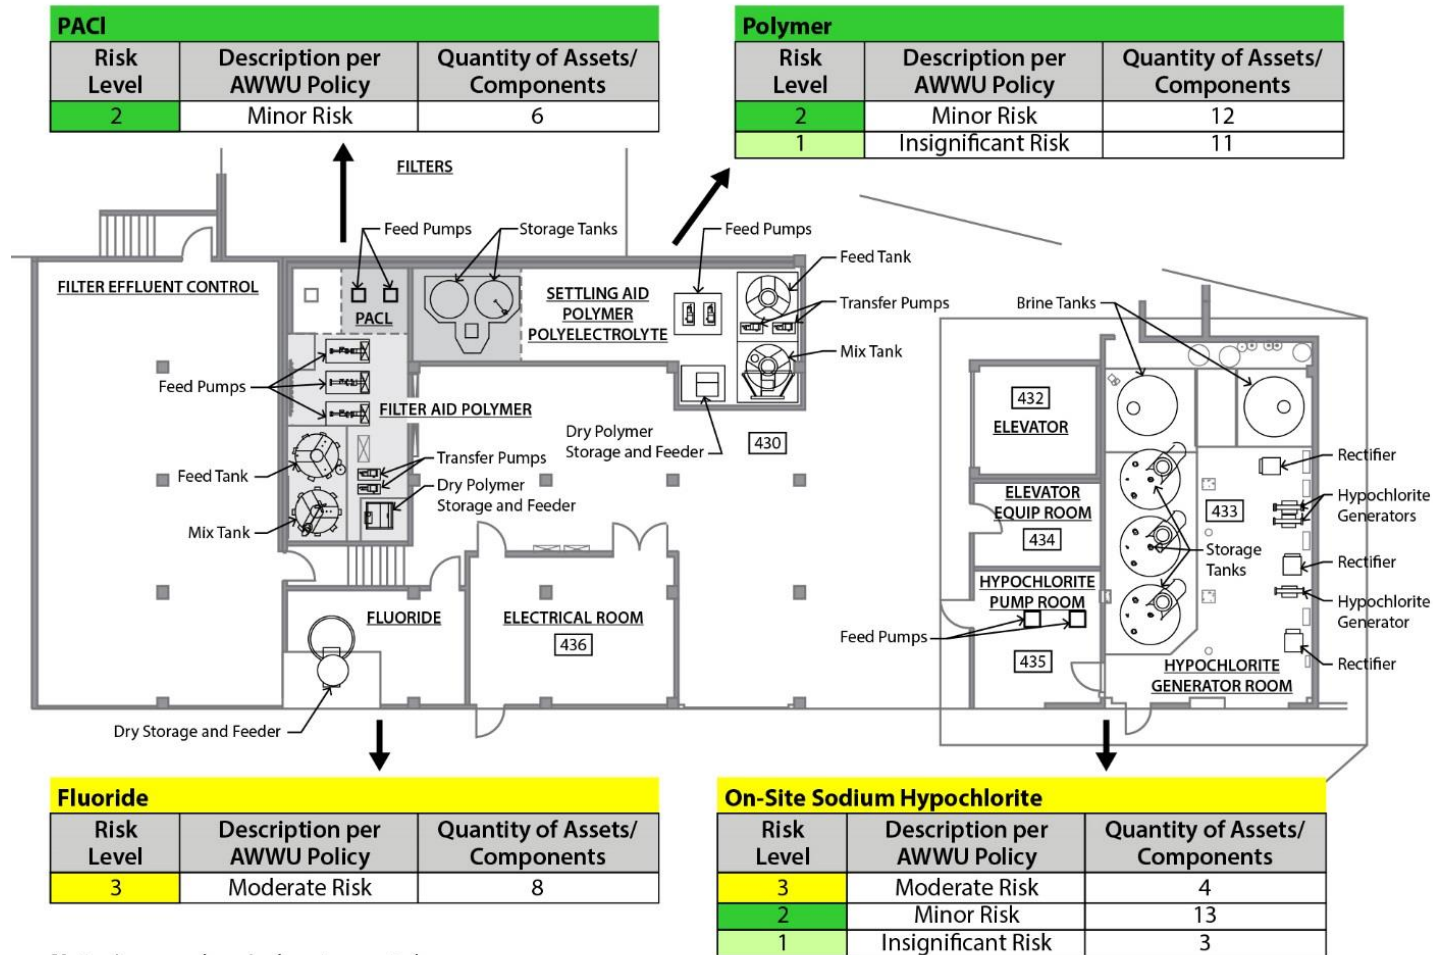 PACl
Risk Level Description per AWWU Policy Quantity of Assets/ Components
2 Minor Risk 6
Polymer
Risk Level Description per AWWU Policy Quantity of Assets/ Components
2 Minor Risk 12
1 Insignificant Risk 11
FILTERS
Feed Pumps
Storage Tanks
Feed Pumps
Feed Tank
Transfer Pumps
Mix Tank
FILTER EFFLUENT CONTROL
PACL
SETTLING AID
POLYMER
POLYELECTROLYTE
Feed Pumps
FILTER AID POLYMER
Dry Polymer
Storage and Feeder
430
Feed Tank
Transfer Pumps
Dry Polymer
Storage and Feeder
Mix Tank
FLUORIDE
ELECTRICAL ROOM
436
Dry Storage and Feeder
Brine Tanks
432
ELEVATOR
ELEVATOR
EQUIP ROOM
434
HYPOCHLORITE
PUMP ROOM
Feed Pumps
435
433
Storage
Tanks
Rectifier
Hypochlorite
Generators
Rectifier
Hypochlorite
Generator
Rectifier
HYPOCHLORITE
GENERATOR ROOM
Fluoride
Risk Level Description per AWWU Policy Quantity of Assets/ Components
3 Moderate Risk 8
On-Site Sodium Hypochlorite
Risk Level Description per AWWU Policy Quantity of Assets/ Components
3 Moderate Risk 4
2 Minor Risk 13
1 Insignificant Risk 3